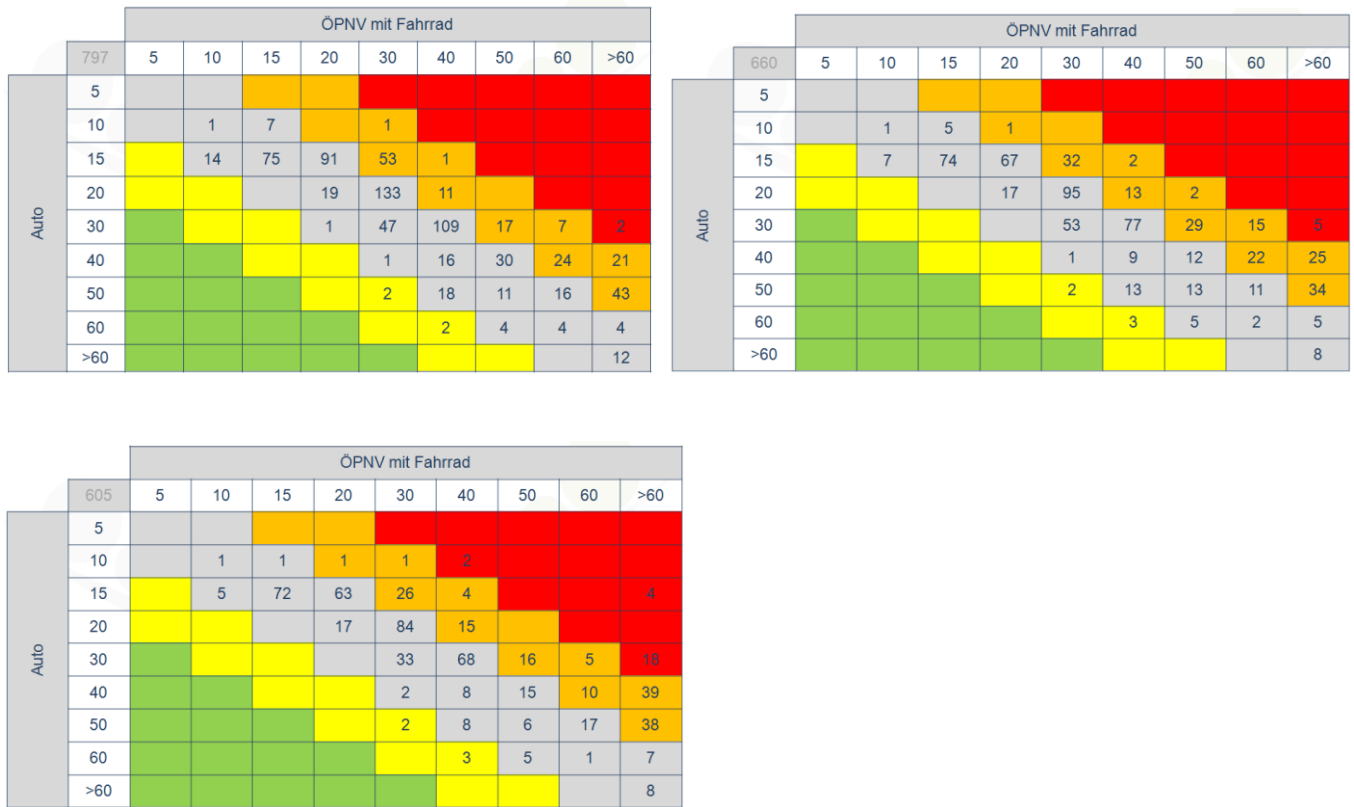 ÖPNV mit Fahrrad
797 5 10 15 20 30 40 50 60 >60
Auto
5
10 1 7 1
15 14 75 91 53 1
20 19 133 11
30 1 47 109 17 7 2
40 1 16 30 24 21
50 2 18 11 16 43
60 2 4 4 4
>60 12
ÖPNV mit Fahrrad
660 5 10 15 20 30 40 50 60 >60
Auto
5
10 1 5 1
15 7 74 67 32 2
20 17 95 13 2
30 53 77 29 15 5
40 1 9 12 22 25
50 2 13 13 11 34
60 3 5 2 5
>60 8
ÖPNV mit Fahrrad
605 5 10 15 20 30 40 50 60 >60
Auto
5
10 1 1 1 1 2
15 5 72 63 26 4 4
20 17 84 15
30 33 68 16 5 18
40 2 8 15 10 39
50 2 8 6 17 38
60 3 5 1 7
>60 8